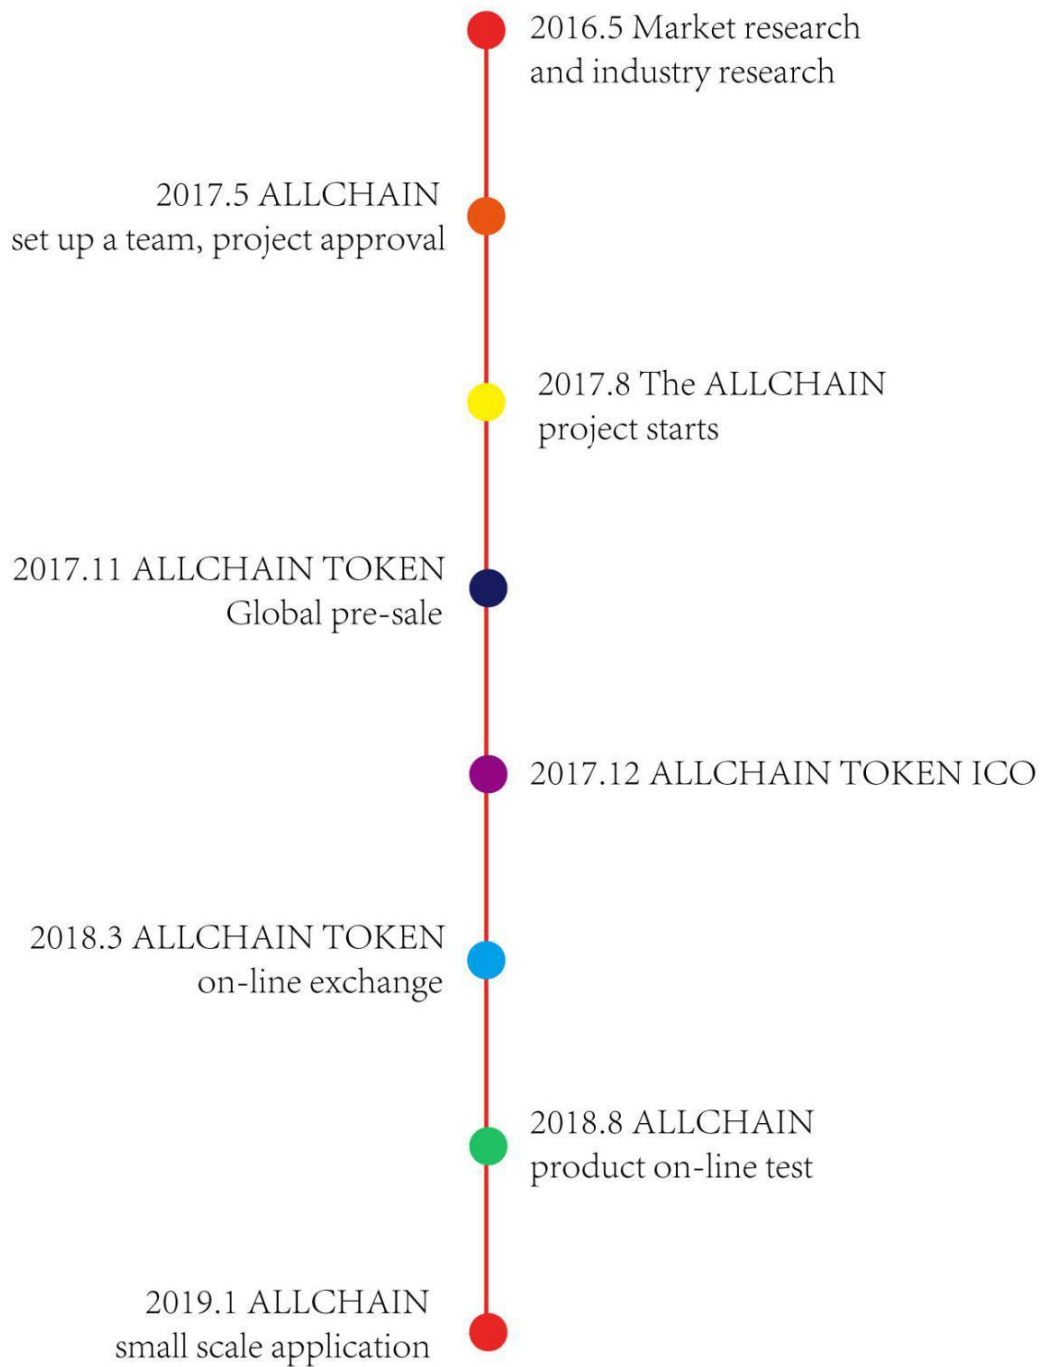 2016.5 Market research
and industry research
2017.5 ALLCHAIN
set up a team, project approval
2017.8 The ALLCHAIN
project starts
2017.11 ALLCHAIN TOKEN
Global pre-sale
2017.12 ALLCHAIN TOKEN ICO
2018.3 ALLCHAIN TOKEN
on-line exchange
2018.8 ALLCHAIN
product on-line test
2019.1 ALLCHAIN
small scale application